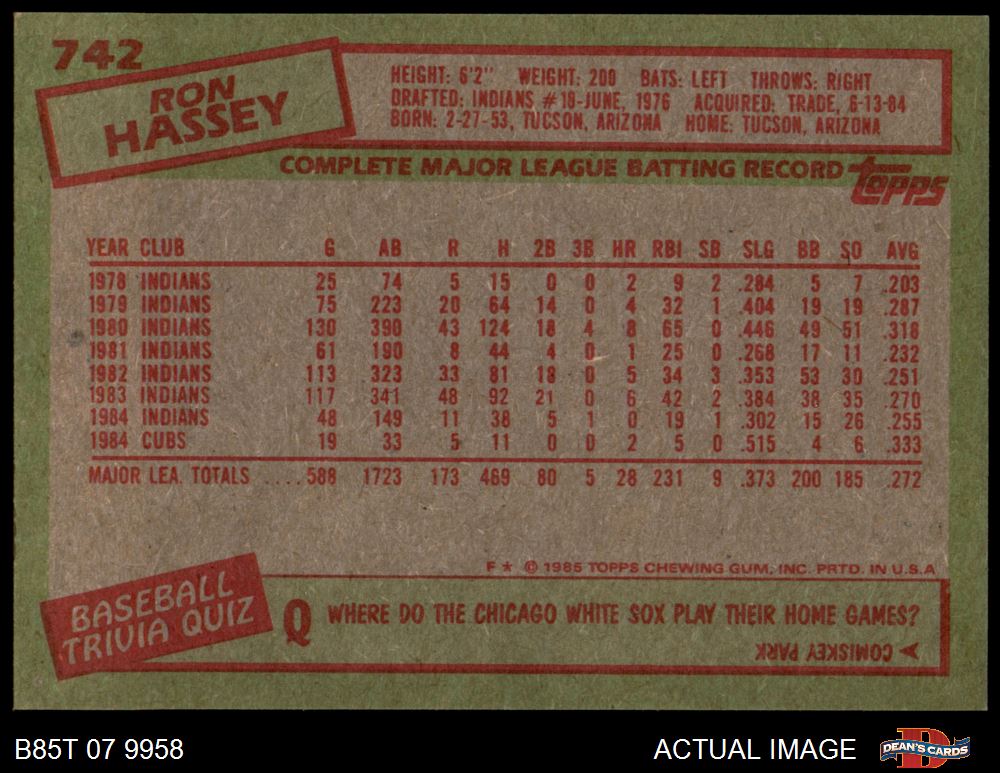 742
RON
HASSEY
HEIGHT: 6'2" WEIGHT: 200 BATS: LEFT THROWS: RIGHT
DRAFTED: INDIANS #18-JUNE, 1976 ACQUIRED: TRADE, 6-13-84
BORN: 2-27-53, TUCSON, ARIZONA HOME: TUCSON, ARIZONA
COMPLETE MAJOR LEAGUE BATTING RECORD topps
YEAR CLUB G AB R H 2B 3B HR RBI SB SLG BB SO AVG
1978 INDIANS 25 74 5 15 0 0 2 9 2 .284 5 7 .203
1979 INDIANS 75 223 20 64 14 0 4 32 1 .404 19 19 .287
1980 INDIANS 130 390 43 124 18 4 8 65 0 .446 49 51 .318
1981 INDIANS 61 190 8 44 4 0 1 25 0 .268 17 11 .232
1982 INDIANS 113 323 33 81 18 0 5 34 3 .353 53 30 .251
1983 INDIANS 117 341 48 92 21 0 6 42 2 .384 38 35 .270
1984 INDIANS 48 149 11 38 5 1 0 19 1 .302 15 26 .255
1984 CUBS 19 33 5 11 0 0 2 5 0 .515 4 6 .333
MAJOR LEA. TOTALS ....588 1723 173 469 80 5 28 231 9 .373 200 185 .272
F★ © 1985 TOPPS CHEWING GUM, INC. PRTD. IN U.S.A
BASEBALL
TRIVIA QUIZ
Q WHERE DO THE CHICAGO WHITE SOX PLAY THEIR HOME GAMES?
COMISKEY PARK
B85T 07 9958 ACTUAL IMAGE DEAN'S CARDS